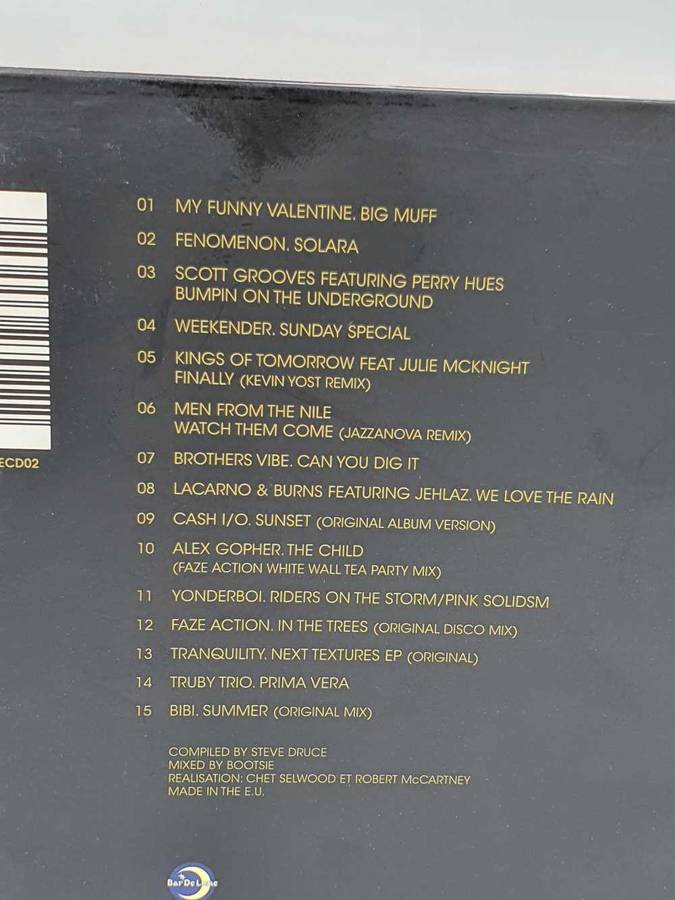 01 MY FUNNY VALENTINE. BIG MUFF
02 FENOMENON. SOLARA
03 SCOTT GROOVES FEATURING PERRY HUES
BUMPIN ON THE UNDERGROUND
04 WEEKENDER. SUNDAY SPECIAL
05 KINGS OF TOMORROW FEAT JULIE MCKNIGHT
FINALLY (KEVIN YOST REMIX)
06 MEN FROM THE NILE
WATCH THEM COME (JAZZANOVA REMIX)
07 BROTHERS VIBE. CAN YOU DIG IT
08 LACARNO & BURNS FEATURING JEHLAZ. WE LOVE THE RAIN
09 CASH I/O. SUNSET (ORIGINAL ALBUM VERSION)
10 ALEX GOPHER. THE CHILD
(FAZE ACTION WHITE WALL TEA PARTY MIX)
11 YONDERBOI. RIDERS ON THE STORM/PINK SOLIDSM
12 FAZE ACTION. IN THE TREES (ORIGINAL DISCO MIX)
13 TRANQUILITY. NEXT TEXTURES EP (ORIGINAL)
14 TRUBY TRIO. PRIMA VERA
15 BIBI. SUMMER (ORIGINAL MIX)
ECD02
COMPILED BY STEVE DRUCE
MIXED BY BOOTSIE
REALISATION: CHET SELWOOD ET ROBERT McCARTNEY
MADE IN THE E.U.
Bar De Lune